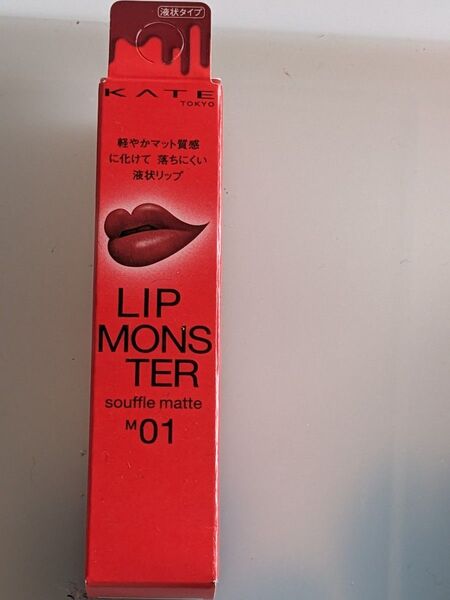 液状タイプ
KATE
TOKYO
軽やかマット質感
に化けて 落ちにくい
液状リップ
LIP
MONS
TER
souffle matte
M01